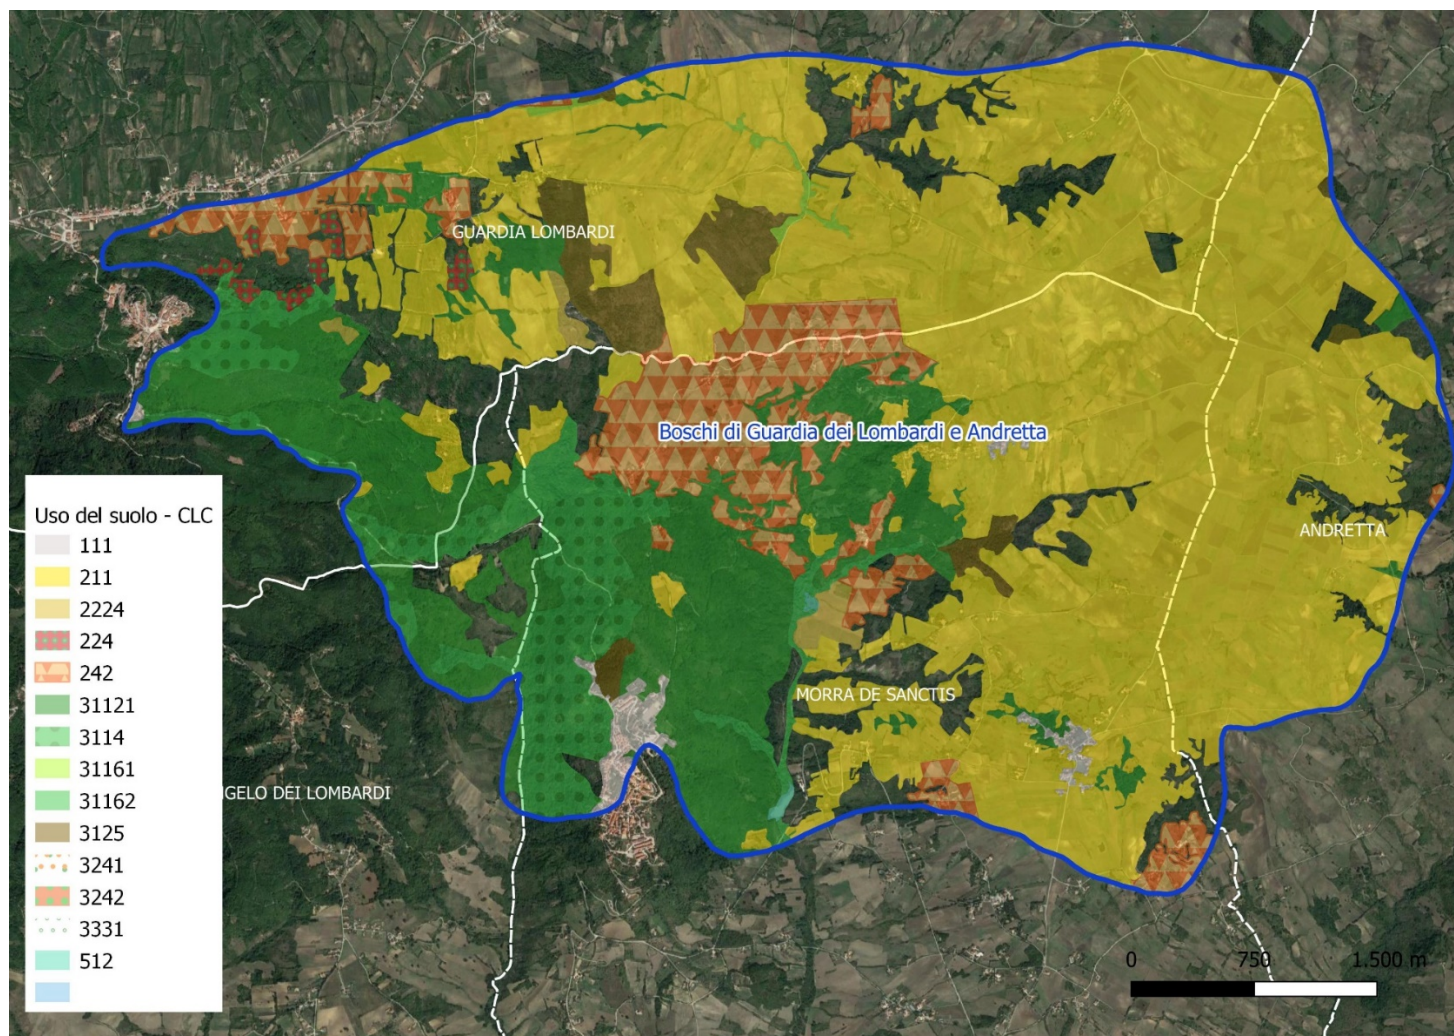 GUARDIA LOMBARDI
Boschi di Guardia dei Lombardi e Andretta
ANDRETTA
MORRA DE SANCTIS
NGELO DEI LOMBARDI
Uso del suolo - CLC
111
211
2224
224
242
31121
3114
31161
31162
3125
3241
3242
3331
512
0 750 1.500 m